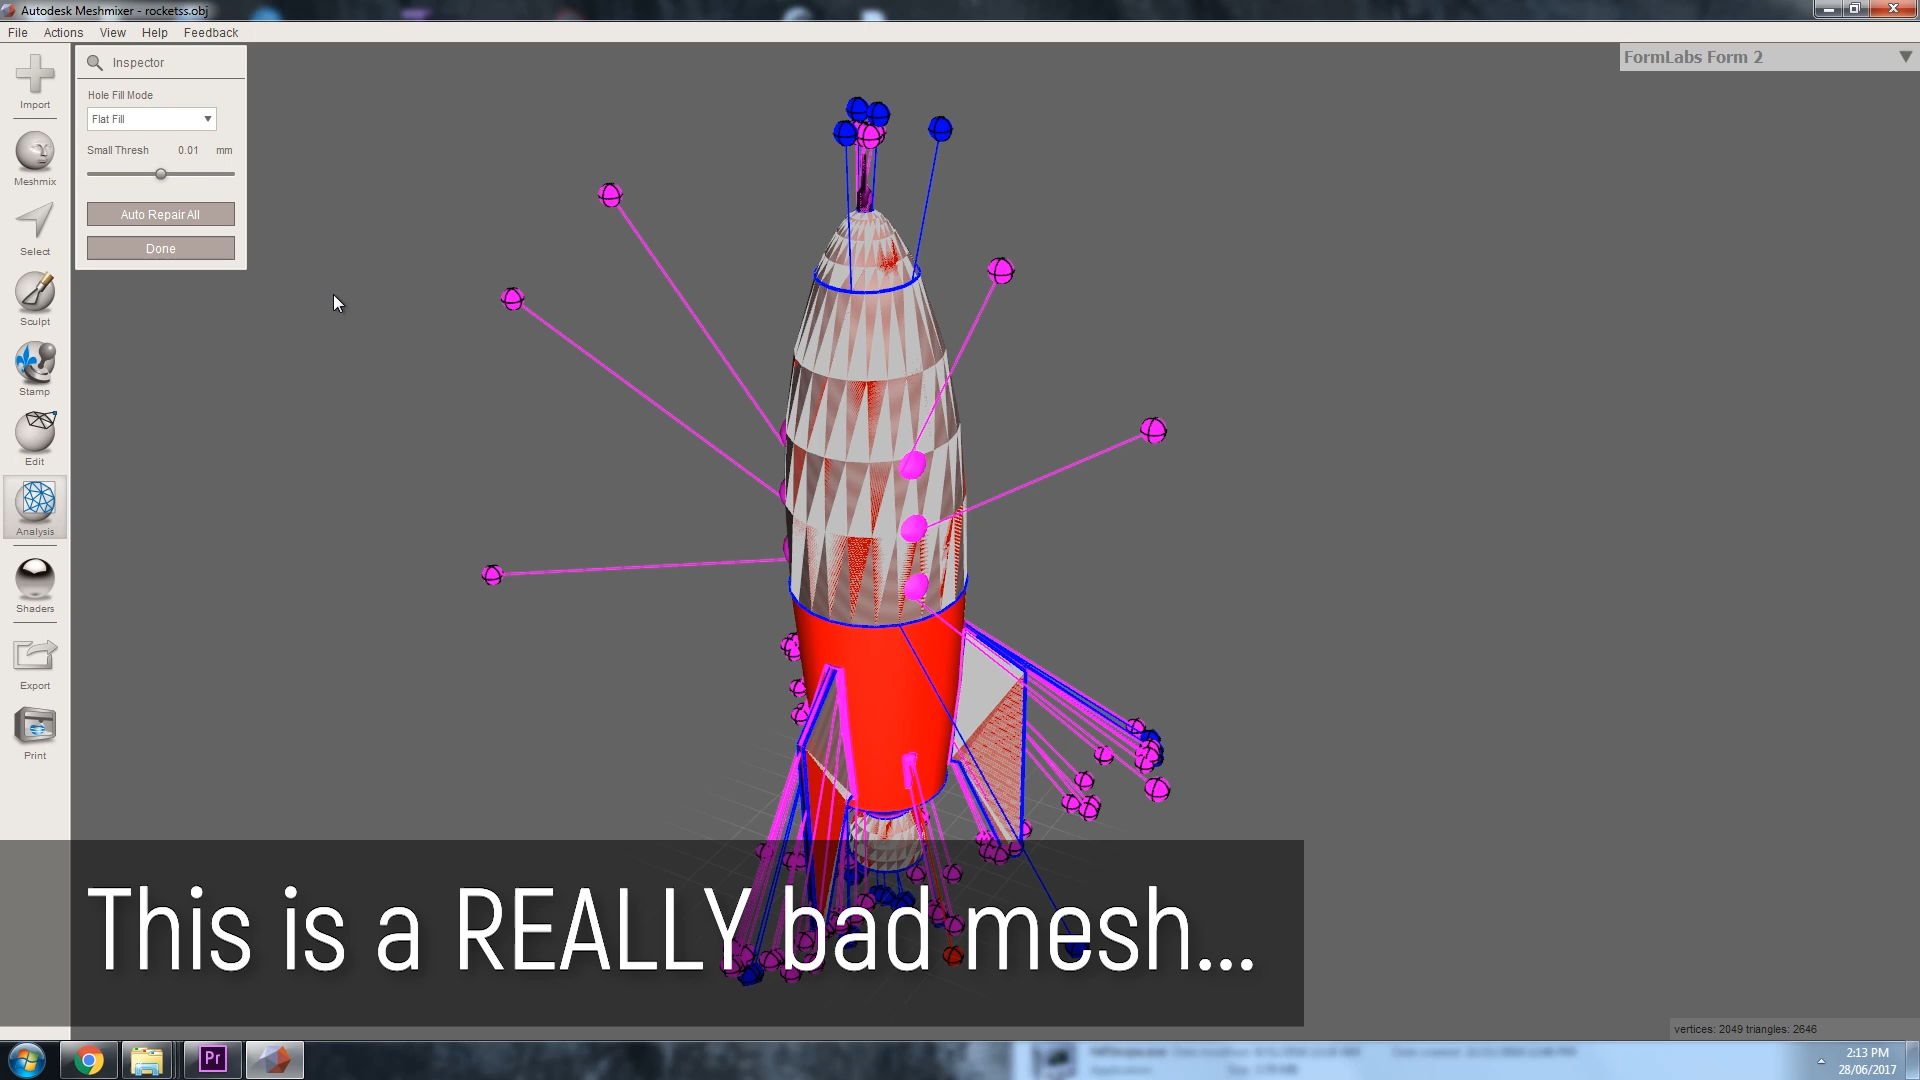 Autodesk Meshmixer - rocketss.obj
File Actions View Help Feedback
Import
Meshmix
Select
Sculpt
Stamp
Edit
Analysis
Shaders
Export
Print
Inspector
Hole Fill Mode
Flat Fill
Small Thresh 0.01 mm
Auto Repair All
Done
FormLabs Form 2
This is a REALLY bad mesh...
vertices: 2049 triangles: 2646
Pr
2:13 PM
28/06/2017